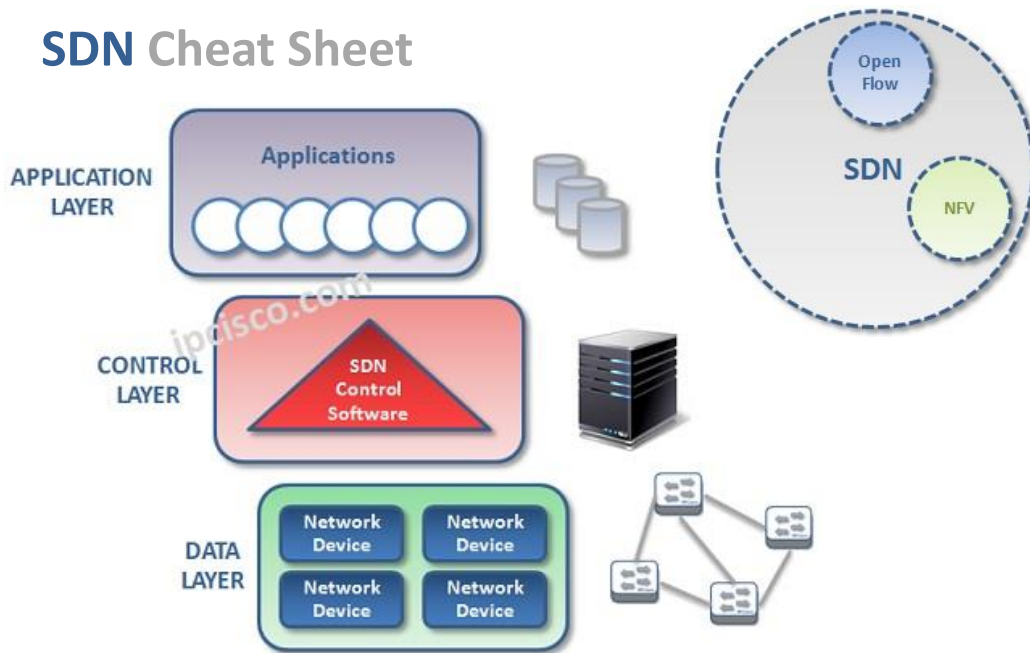 SDN Cheat Sheet
Open
Flow
SDN
NFV
APPLICATION
LAYER
Applications
ipcisco.com
CONTROL
LAYER
SDN
Control
Software
DATA
LAYER
Network
Device
Network
Device
Network
Device
Network
Device